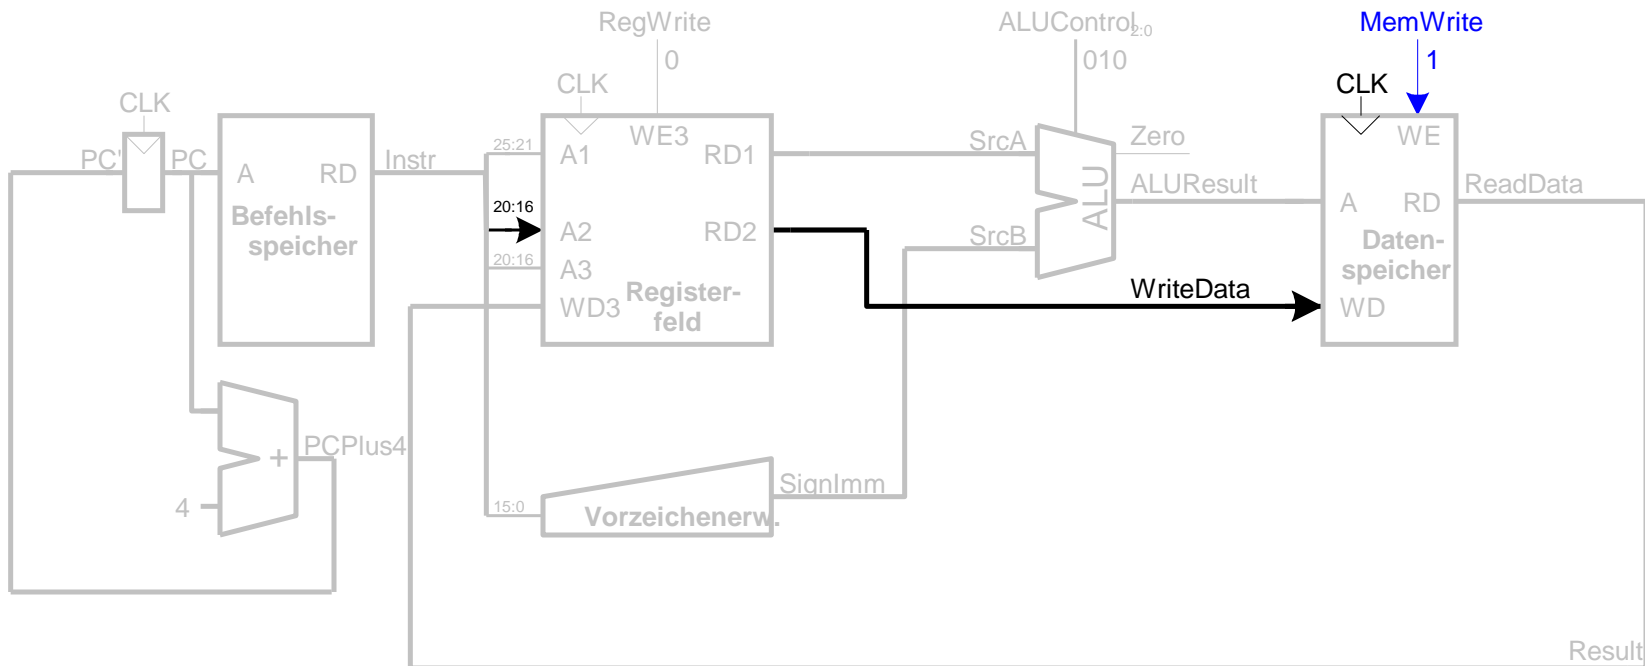 RegWrite
ALUControl2:0
MemWrite
0
010
1
CLK
CLK
CLK
PC'
PC
A
RD
Befehls-
speicher
Instr
25:21
A1
WE3
RD1
SrcA
Zero
WE
20:16
A2
RD2
SrcB
ALU
ALUResult
A
RD
ReadData
20:16
A3
Daten-
speicher
WD3
Register-
feld
WriteData
WD
+
PCPlus4
4
15:0
SignImm
Vorzeichenerw.
Result